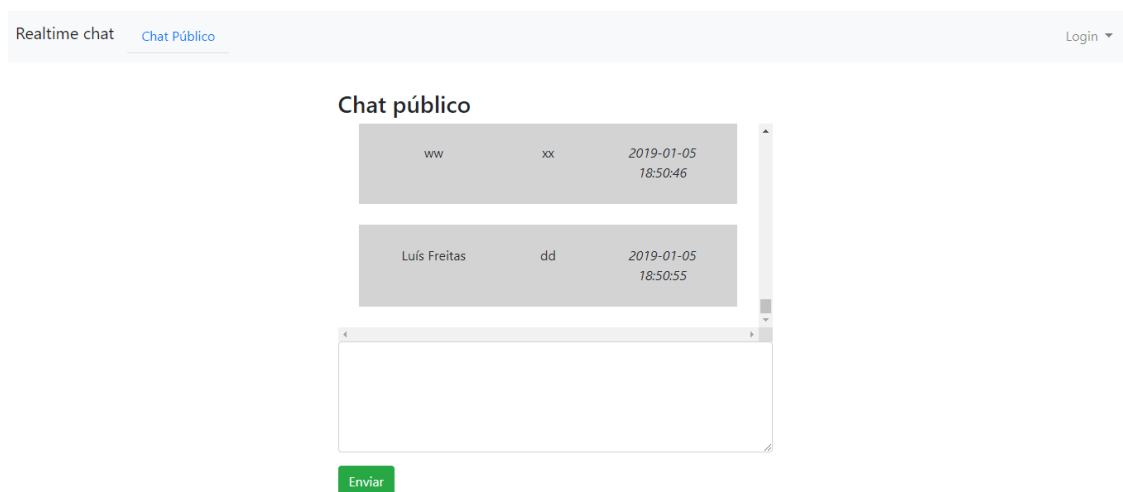 Realtime chat Chat Público Login
Chat público
ww xx 2019-01-05
18:50:46
Luís Freitas dd 2019-01-05
18:50:55
Enviar